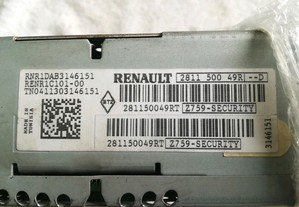 RNR1DAB3146151
RENR1C101-00
TN0411303146151
RENAULT
2811 500 49R --D
MADE IN
TUNISIA
281150049RT Z759-SECURITY
281150049RT Z759-SECURITY
3146151